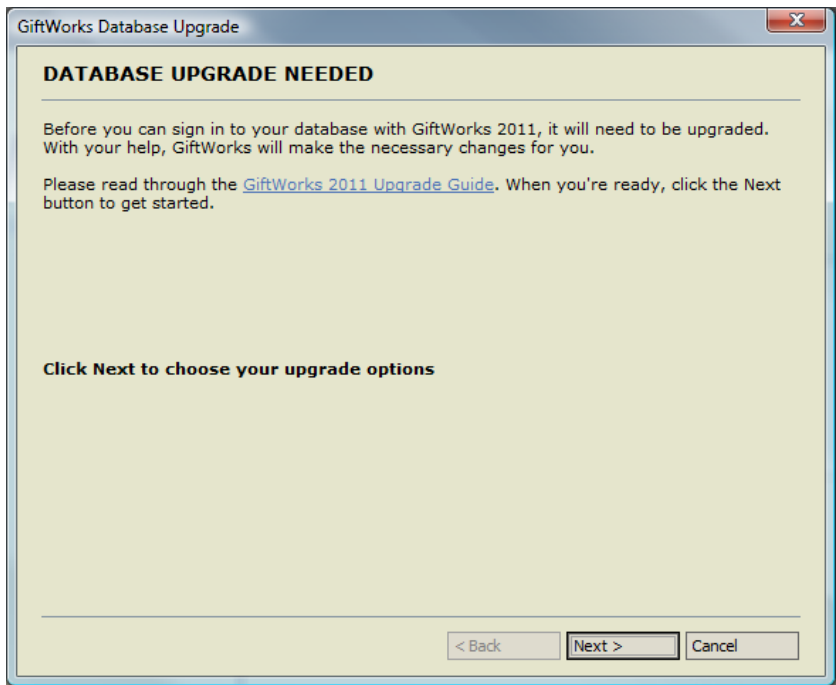 GiftWorks Database Upgrade
DATABASE UPGRADE NEEDED
Before you can sign in to your database with GiftWorks 2011, it will need to be upgraded.
With your help, GiftWorks will make the necessary changes for you.
Please read through the GiftWorks 2011 Upgrade Guide. When you're ready, click the Next
button to get started.
Click Next to choose your upgrade options
< Back Next > Cancel